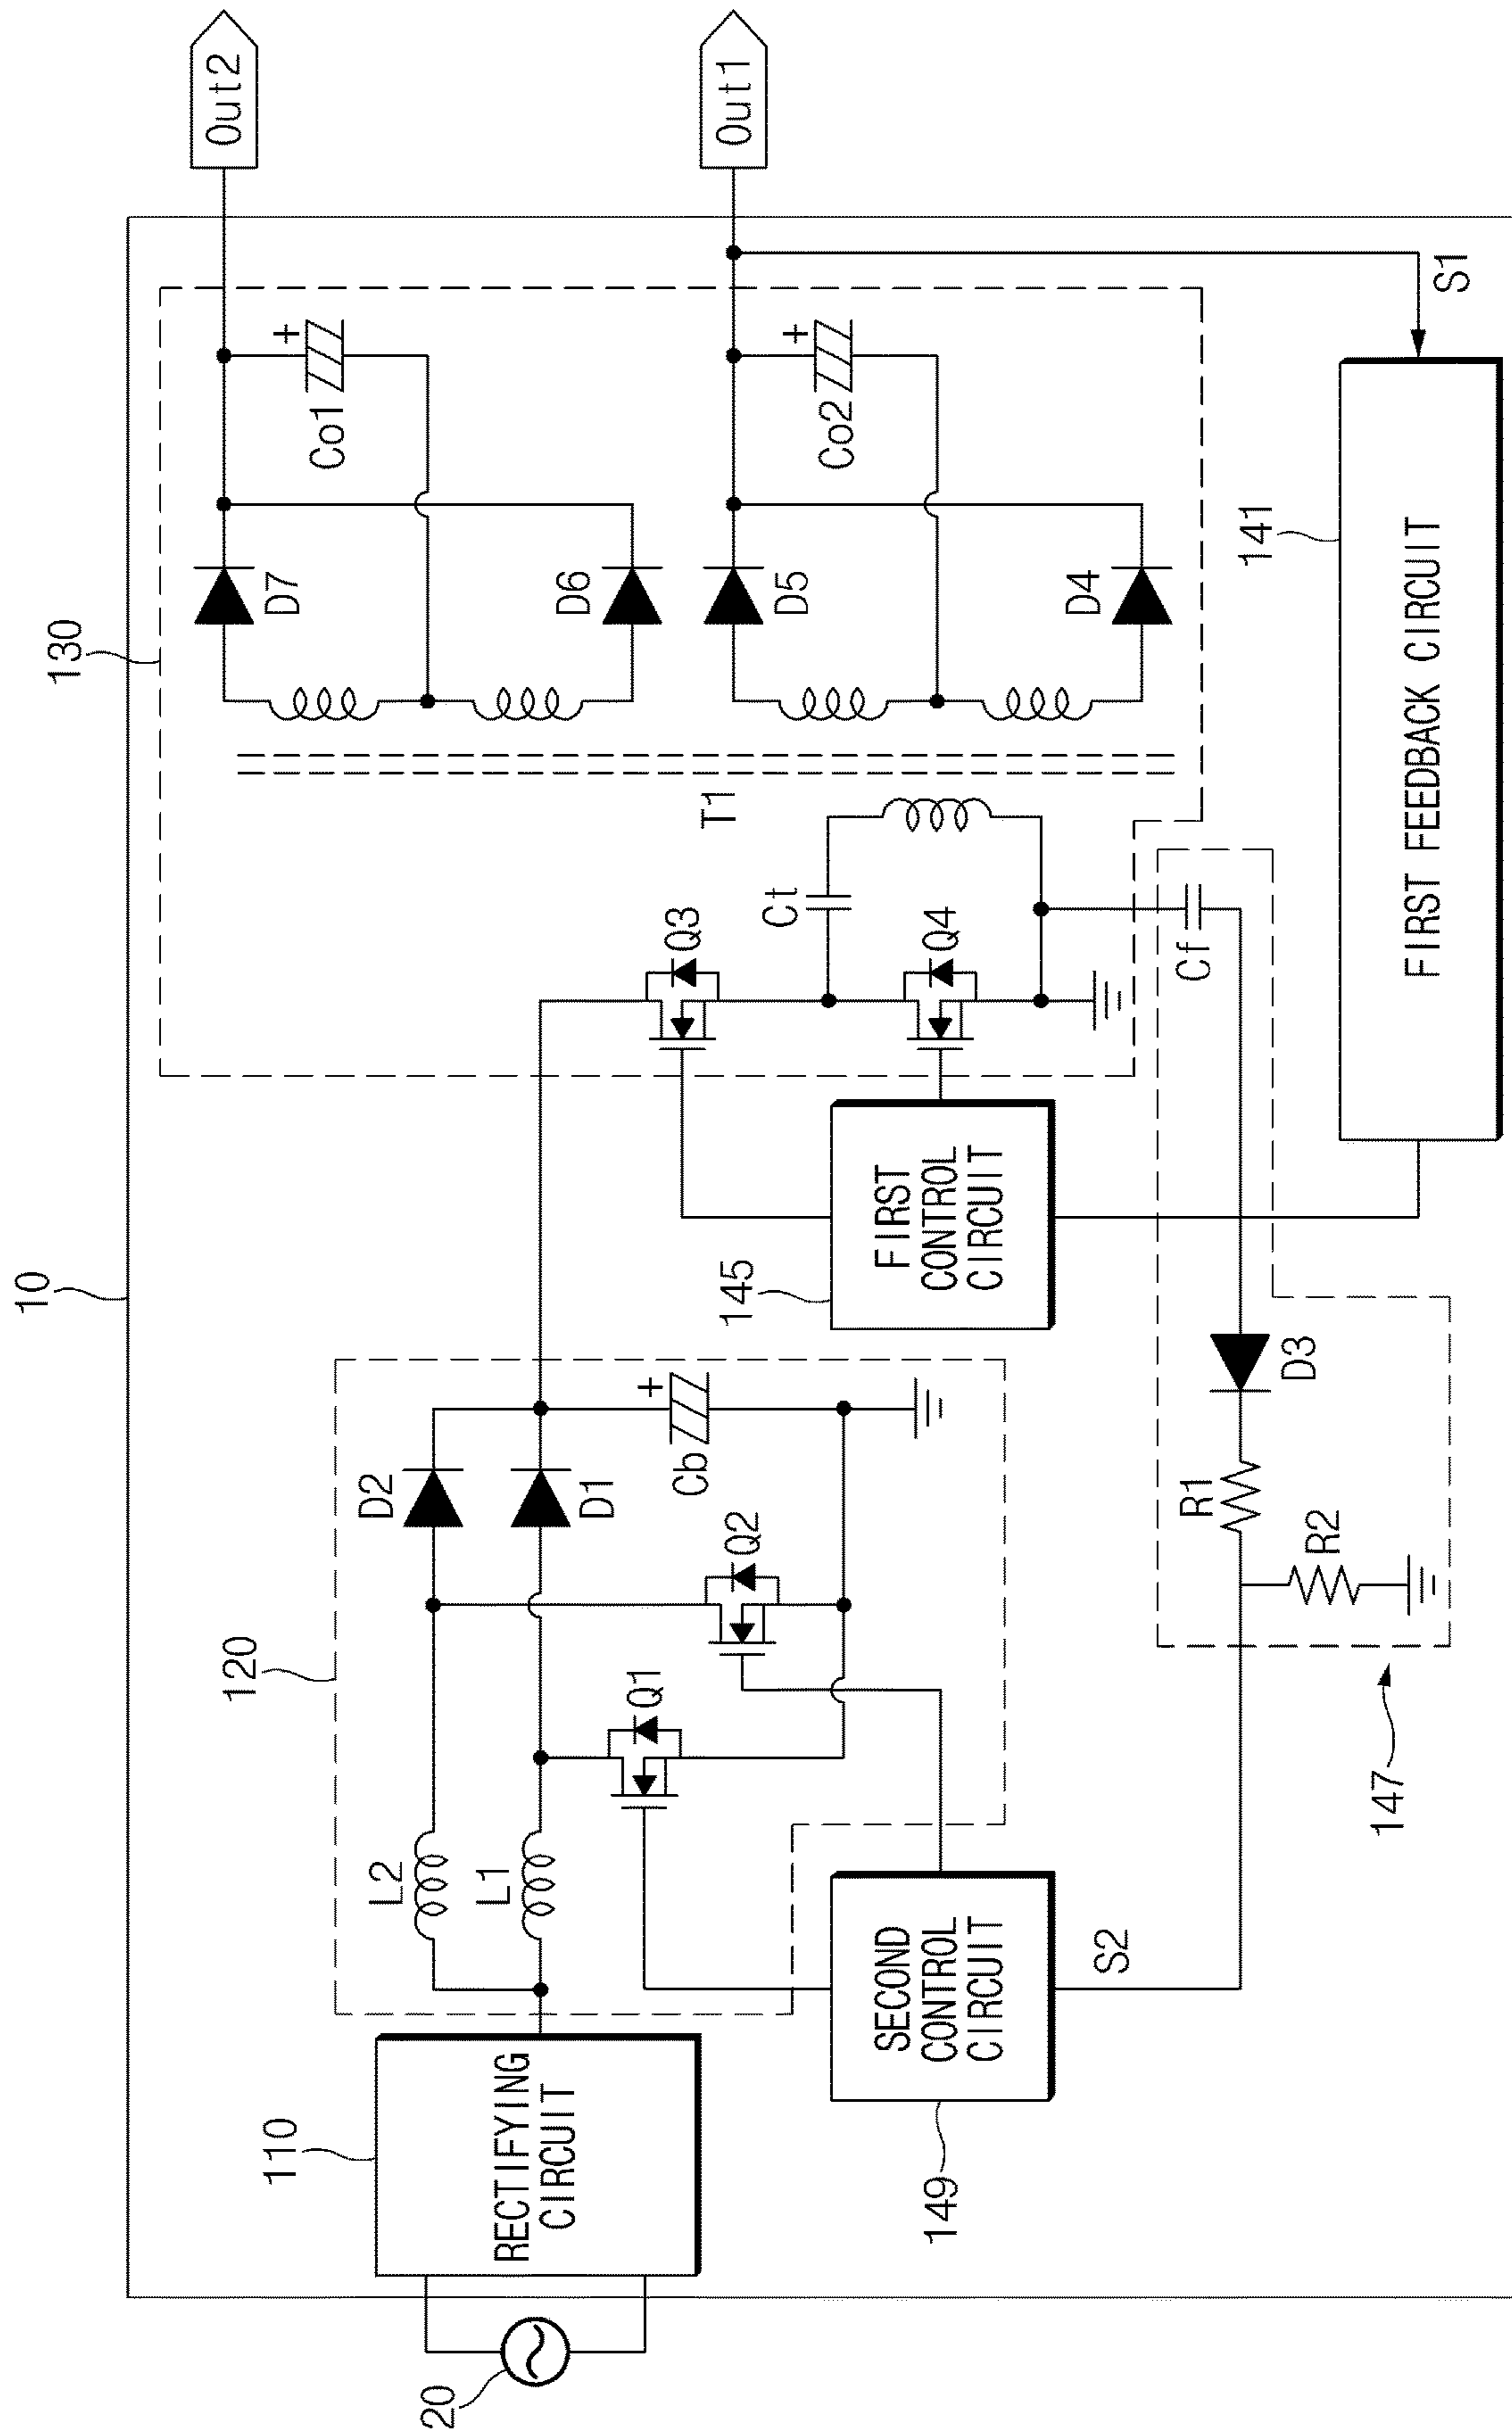 10
130
Out2
Out1
D7
Co1
D6
D5
Co2
D4
T1
Ct
Q3
Q4
Cf
S1
141
FIRST FEEDBACK CIRCUIT
145
FIRST
CONTROL
CIRCUIT
120
D2
D1
Cb
Q2
Q1
L2
L1
D3
R1
R2
147
S2
SECOND
CONTROL
CIRCUIT
149
110
RECTIFYING
CIRCUIT
20